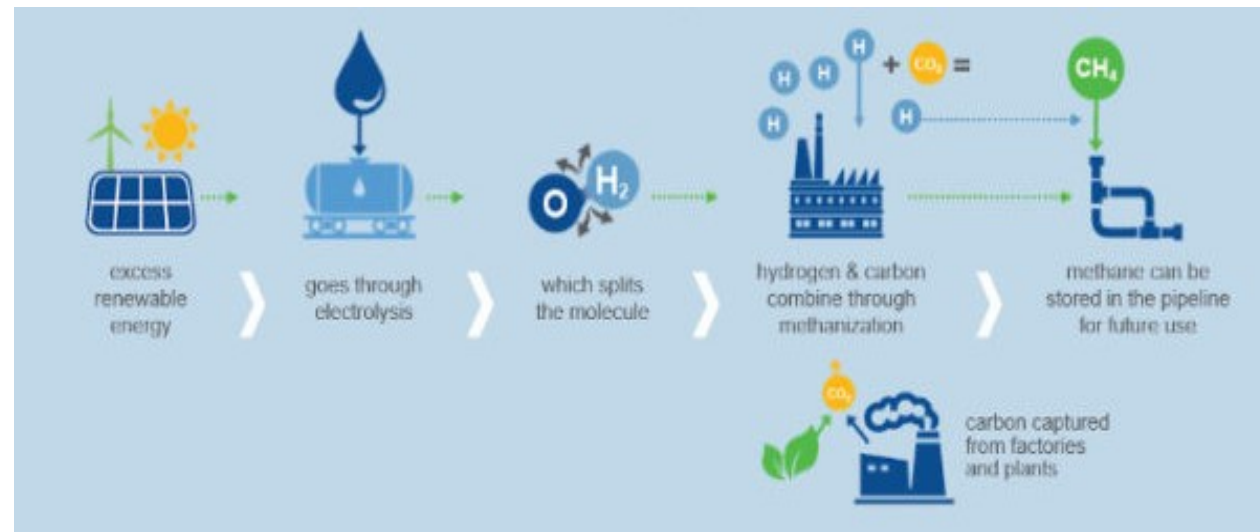 H
H
H
H
+
CO₂
=
H
CH₄
O
H₂
excess
renewable
energy
goes through
electrolysis
which splits
the molecule
hydrogen & carbon
combine through
methanization
methane can be
stored in the pipeline
for future use
CO₂
carbon captured
from factories
and plants